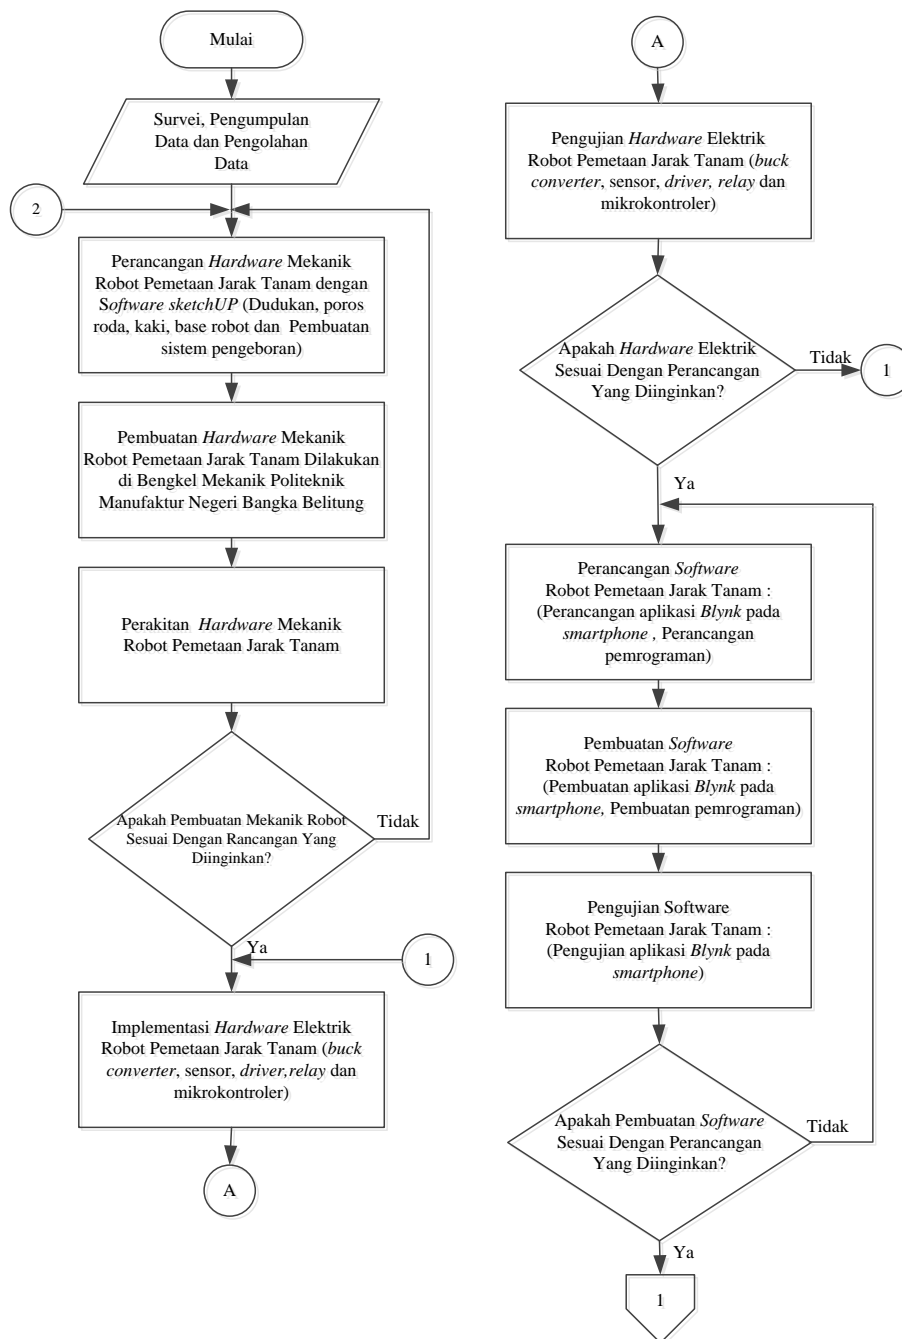 Mulai
Survei, Pengumpulan
Data dan Pengolahan
Data
2
Perancangan Hardware Mekanik
Robot Pemetaan Jarak Tanam dengan
Software sketchUP (Dudukan, poros
roda, kaki, base robot dan Pembuatan
sistem pengeboran)
Pembuatan Hardware Mekanik
Robot Pemetaan Jarak Tanam Dilakukan
di Bengkel Mekanik Politeknik
Manufaktur Negeri Bangka Belitung
Perakitan Hardware Mekanik
Robot Pemetaan Jarak Tanam
Apakah Pembuatan Mekanik Robot
Sesuai Dengan Rancangan Yang
Diinginkan?
Tidak
Ya
1
Implementasi Hardware Elektrik
Robot Pemetaan Jarak Tanam (buck
converter, sensor, driver,relay dan
mikrokontroler)
A
A
Pengujian Hardware Elektrik
Robot Pemetaan Jarak Tanam (buck
converter, sensor, driver, relay dan
mikrokontroler)
Apakah Hardware Elektrik
Sesuai Dengan Perancangan
Yang Diinginkan?
Tidak
1
Ya
Perancangan Software
Robot Pemetaan Jarak Tanam :
(Perancangan aplikasi Blynk pada
smartphone , Perancangan
pemrograman)
Pembuatan Software
Robot Pemetaan Jarak Tanam :
(Pembuatan aplikasi Blynk pada
smartphone, Pembuatan pemrograman)
Pengujian Software
Robot Pemetaan Jarak Tanam :
(Pengujian aplikasi Blynk pada
smartphone)
Apakah Pembuatan Software
Sesuai Dengan Perancangan
Yang Diinginkan?
Tidak
Ya
1